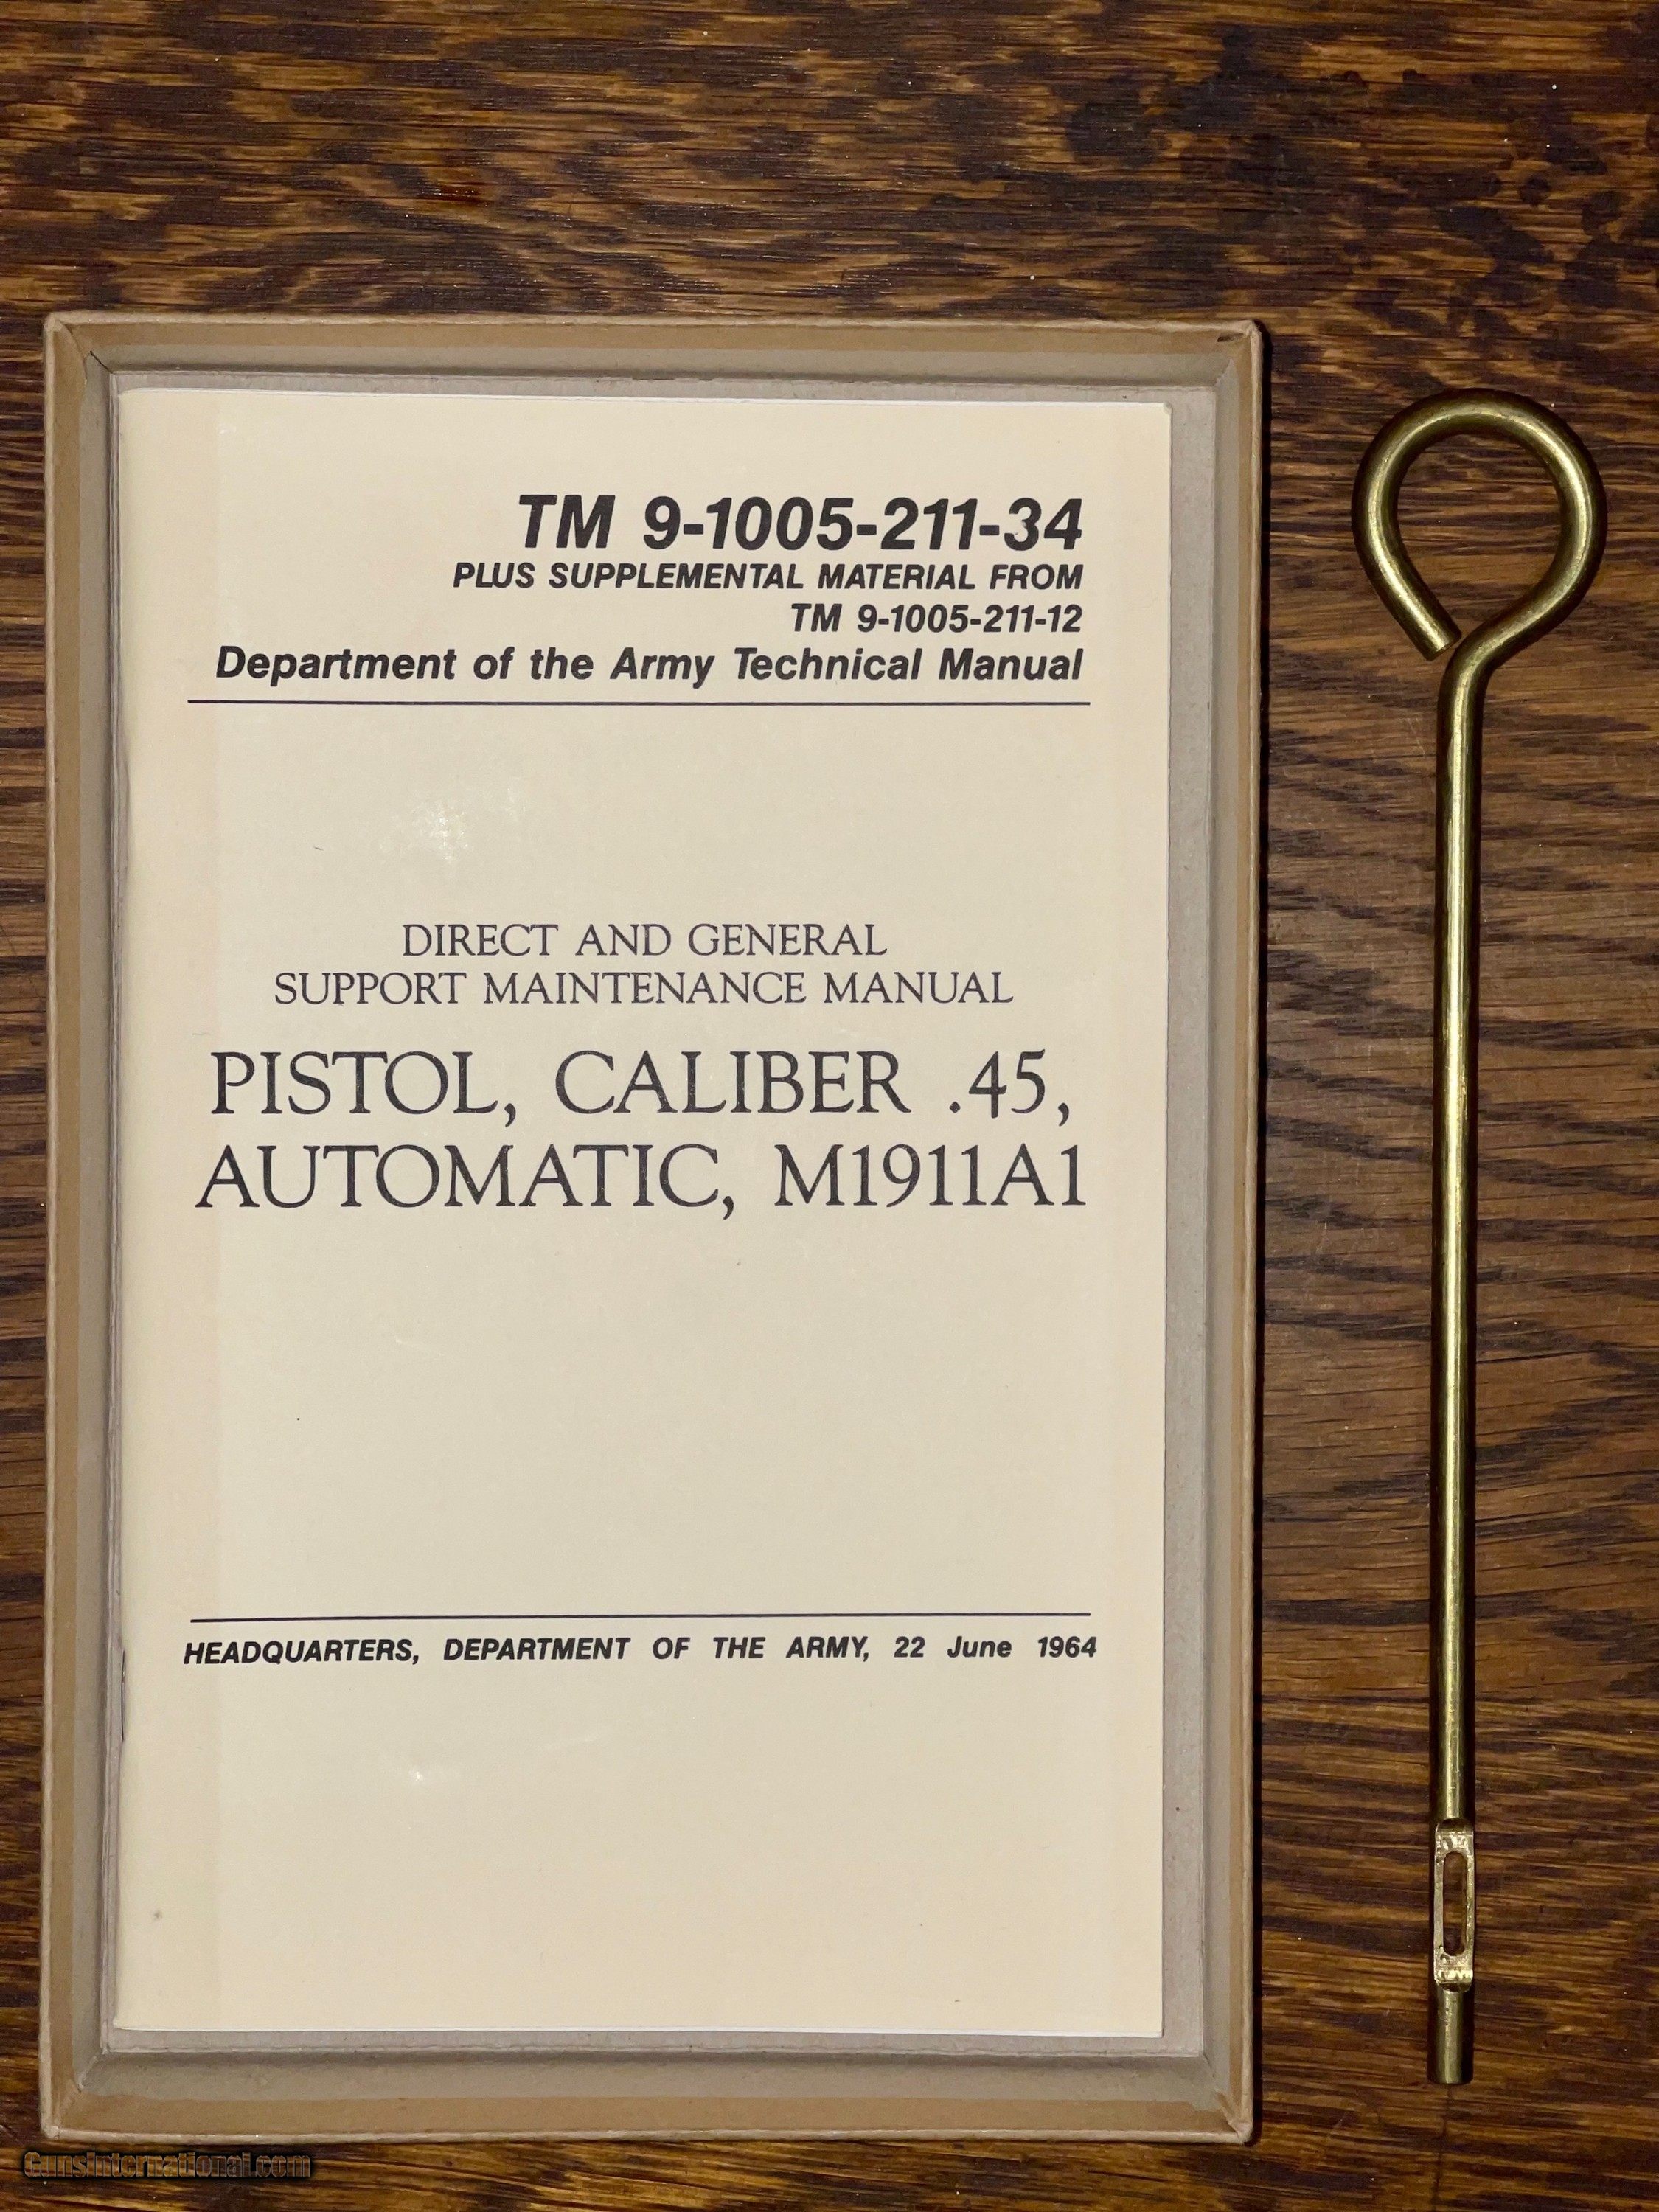 TM 9-1005-211-34
PLUS SUPPLEMENTAL MATERIAL FROM
TM 9-1005-211-12
Department of the Army Technical Manual
DIRECT AND GENERAL
SUPPORT MAINTENANCE MANUAL
PISTOL, CALIBER .45,
AUTOMATIC, M1911A1
HEADQUARTERS, DEPARTMENT OF THE ARMY, 22 June 1964
GunsInternational.com